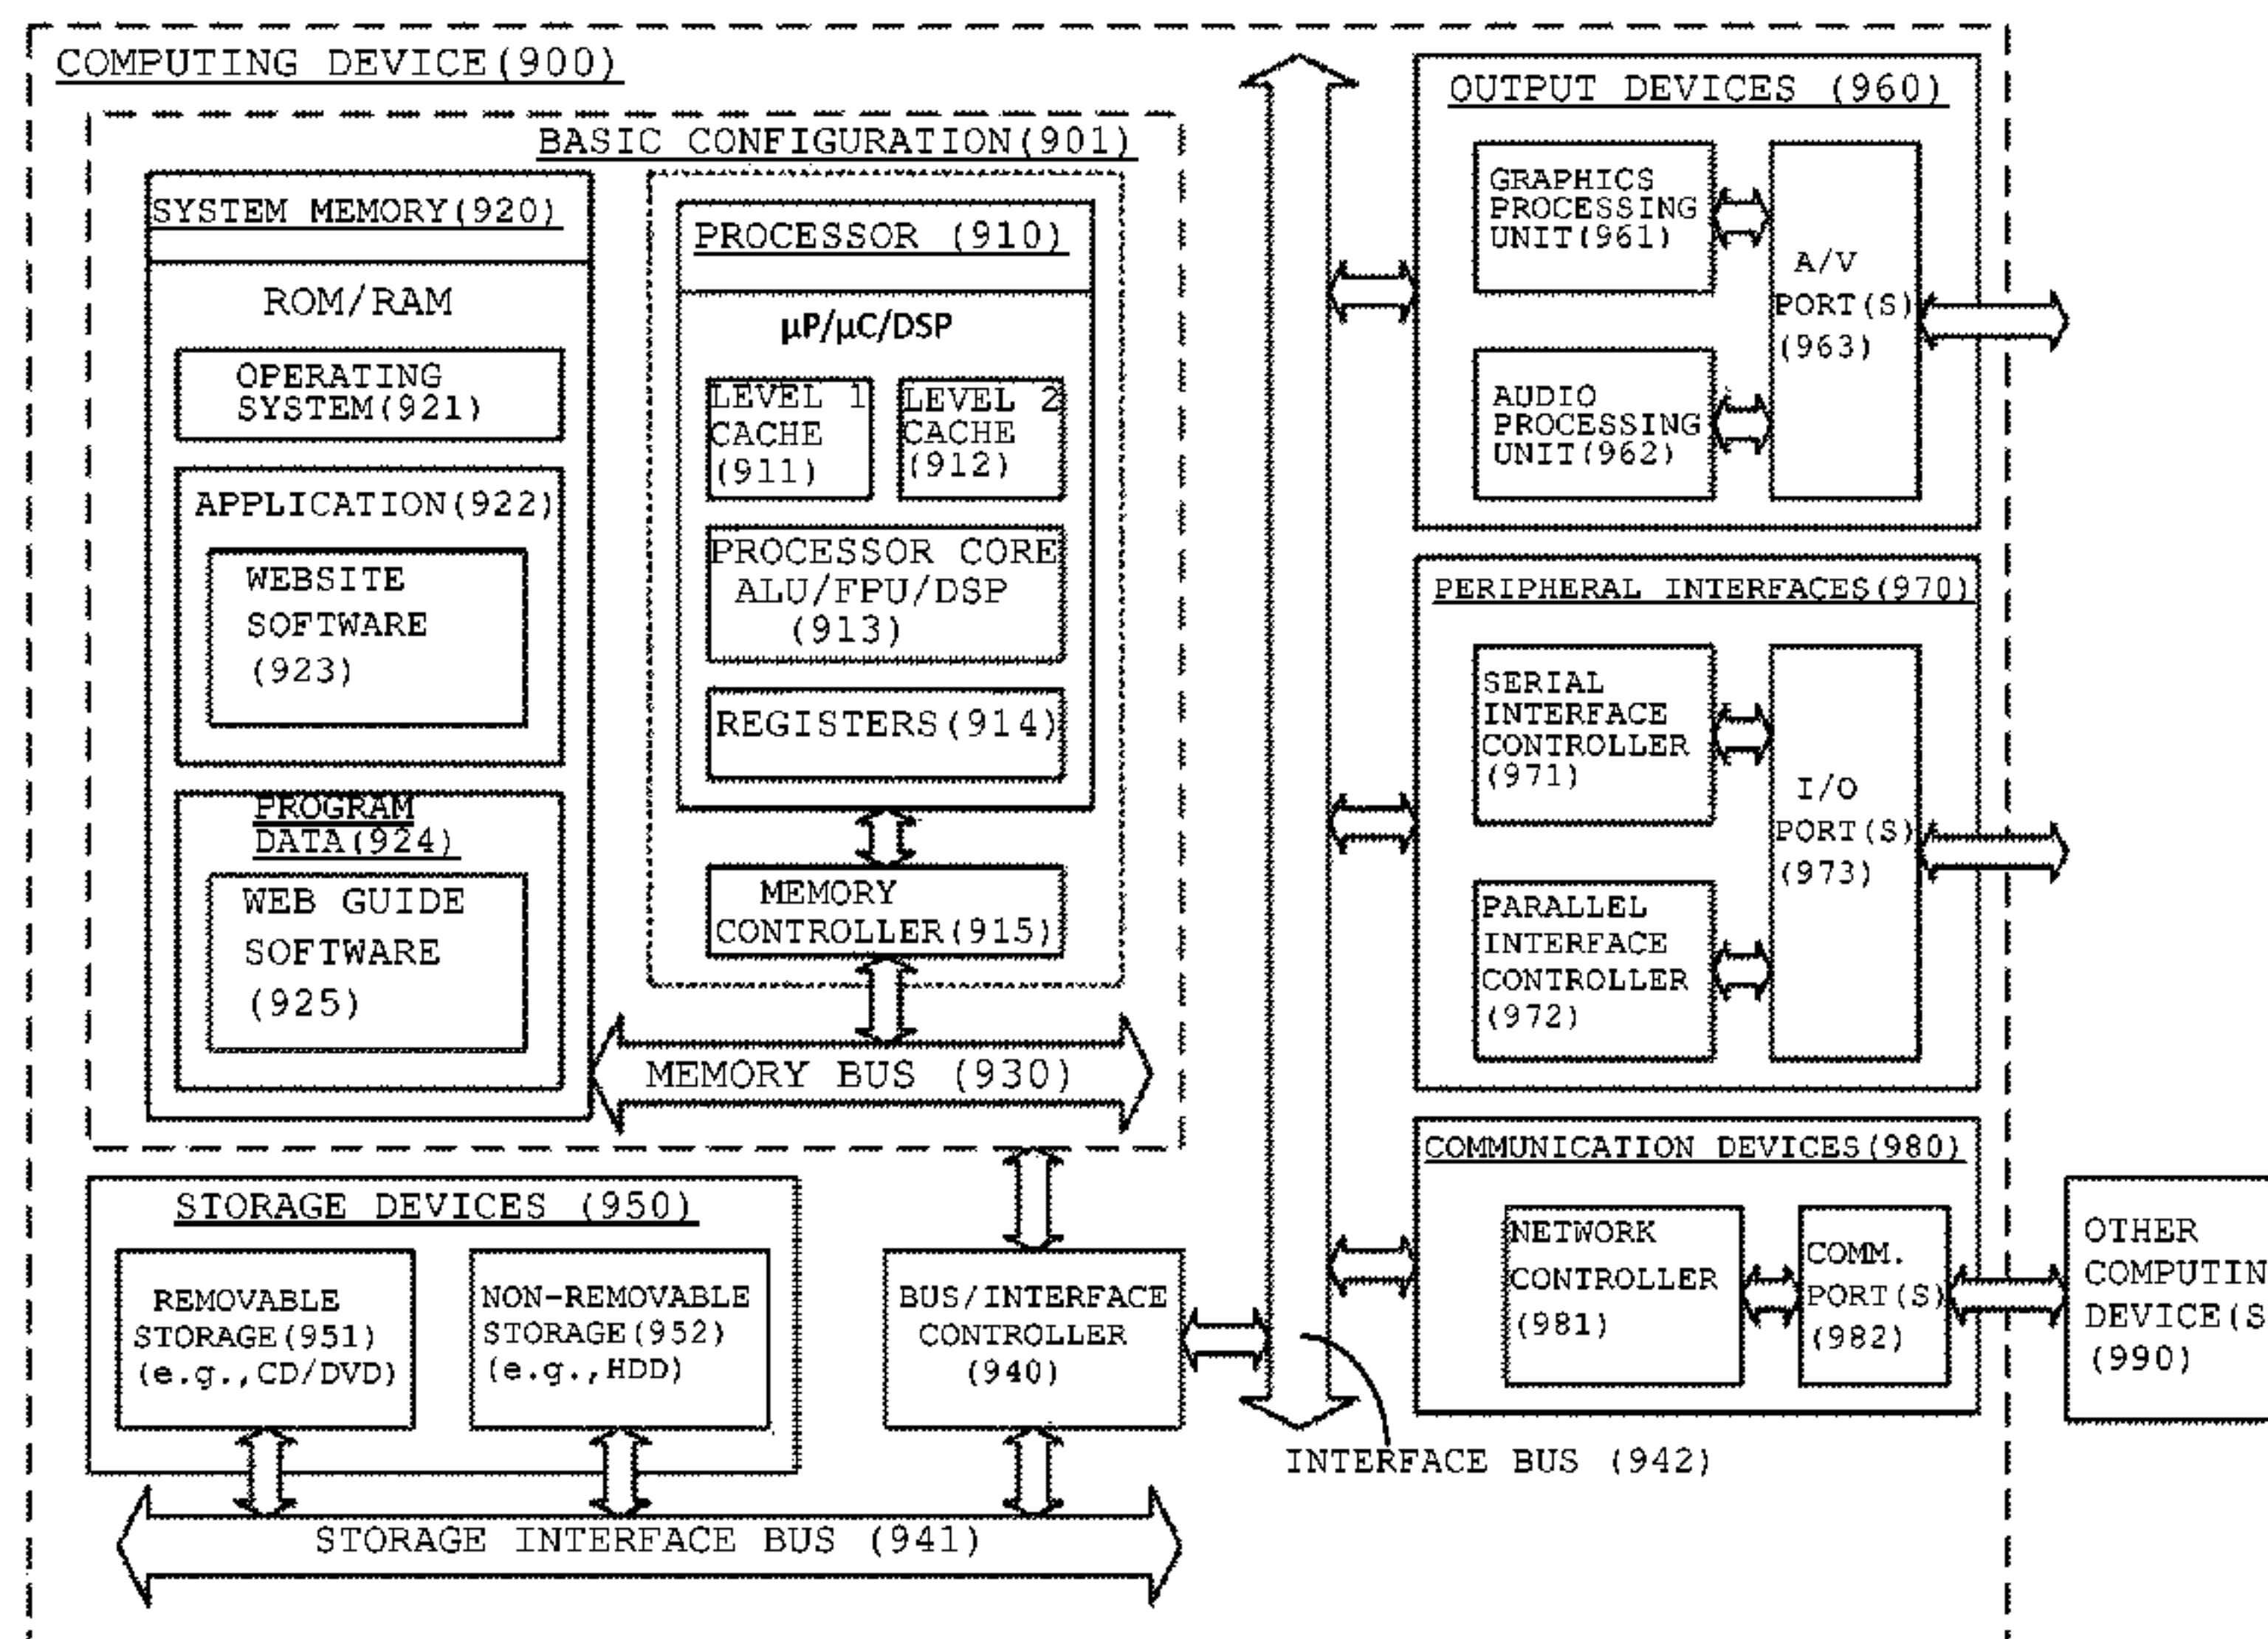 COMPUTING DEVICE(900)
BASIC CONFIGURATION(901)
SYSTEM MEMORY(920)
ROM/RAM
OPERATING
SYSTEM(921)
APPLICATION(922)
WEBSITE
SOFTWARE
(923)
PROGRAM
DATA(924)
WEB GUIDE
SOFTWARE
(925)
PROCESSOR (910)
µP/µC/DSP
LEVEL 1
CACHE
(911)
LEVEL 2
CACHE
(912)
PROCESSOR CORE
ALU/FPU/DSP
(913)
REGISTERS(914)
MEMORY
CONTROLLER(915)
MEMORY BUS (930)
STORAGE DEVICES (950)
REMOVABLE
STORAGE(951)
(e.g.,CD/DVD)
NON-REMOVABLE
STORAGE(952)
(e.g.,HDD)
BUS/INTERFACE
CONTROLLER
(940)
STORAGE INTERFACE BUS (941)
INTERFACE BUS (942)
OUTPUT DEVICES (960)
GRAPHICS
PROCESSING
UNIT(961)
AUDIO
PROCESSING
UNIT(962)
A/V
PORT(S)
(963)
PERIPHERAL INTERFACES(970)
SERIAL
INTERFACE
CONTROLLER
(971)
PARALLEL
INTERFACE
CONTROLLER
(972)
I/O
PORT(S)
(973)
COMMUNICATION DEVICES(980)
NETWORK
CONTROLLER
(981)
COMM.
PORT(S)
(982)
OTHER
COMPUTIN
DEVICE(S
(990)